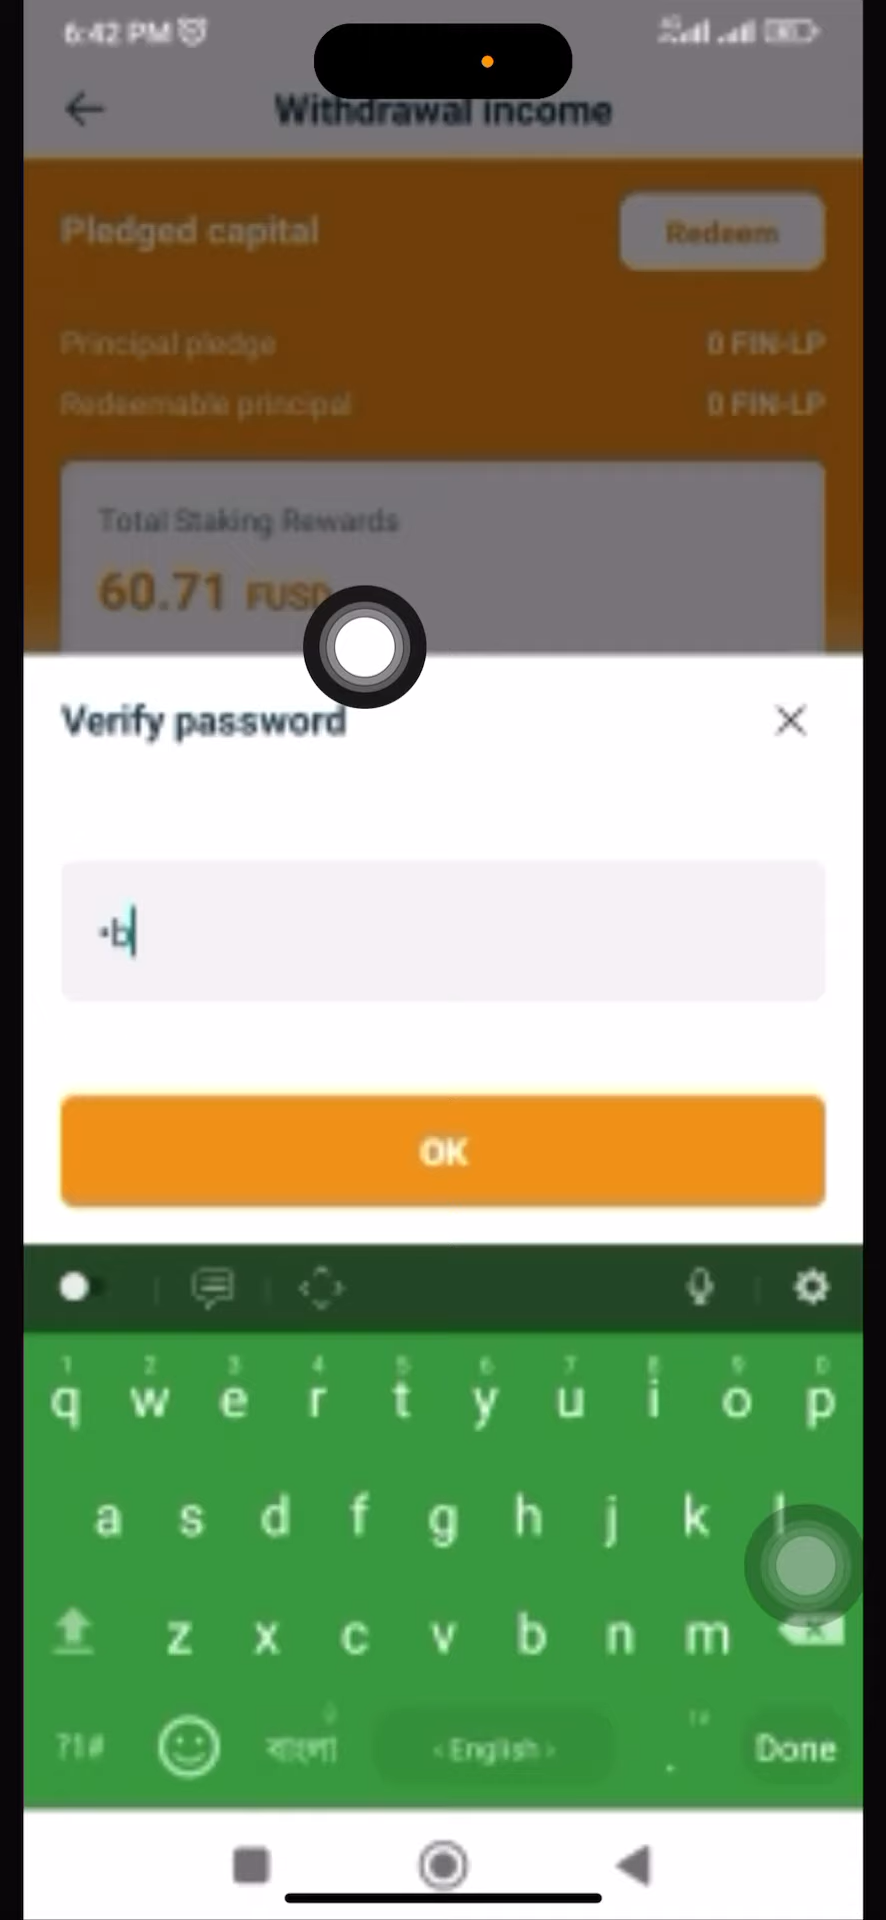 6:42 PM
Withdrawal income
Pledged capital
Redeem
Principal pledge
0 FIN-LP
Redeemable principal
0 FIN-LP
Total Staking Rewards
60.71 FUSD
Verify password
•b
OK
1 2 3 4 5 6 7 8 9 0
q w e r t y u i o p
a s d f g h j k l
z x c v b n m
?1# বাংলা <English> . Done